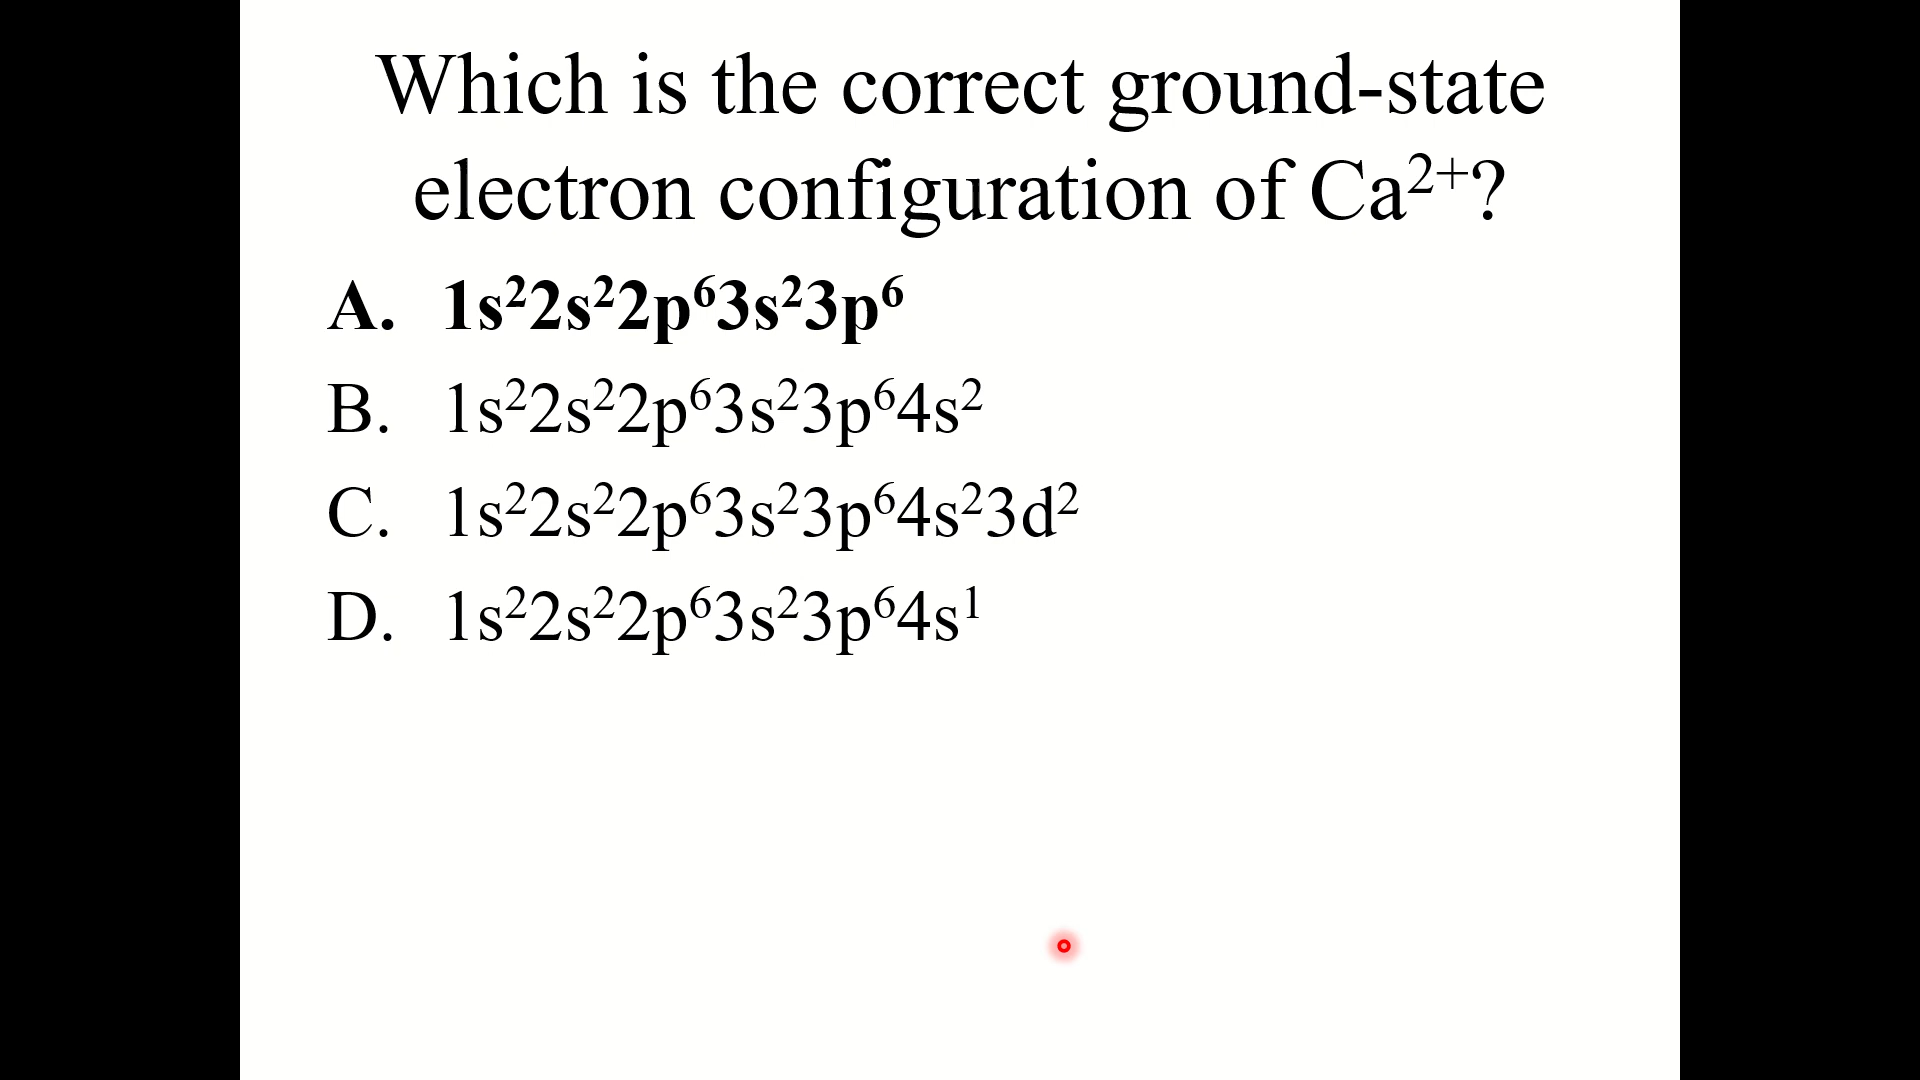 Which is the correct ground-state
electron configuration of Ca²⁺?
A. 1s²2s²2p⁶3s²3p⁶
B. 1s²2s²2p⁶3s²3p⁶4s²
C. 1s²2s²2p⁶3s²3p⁶4s²3d²
D. 1s²2s²2p⁶3s²3p⁶4s¹